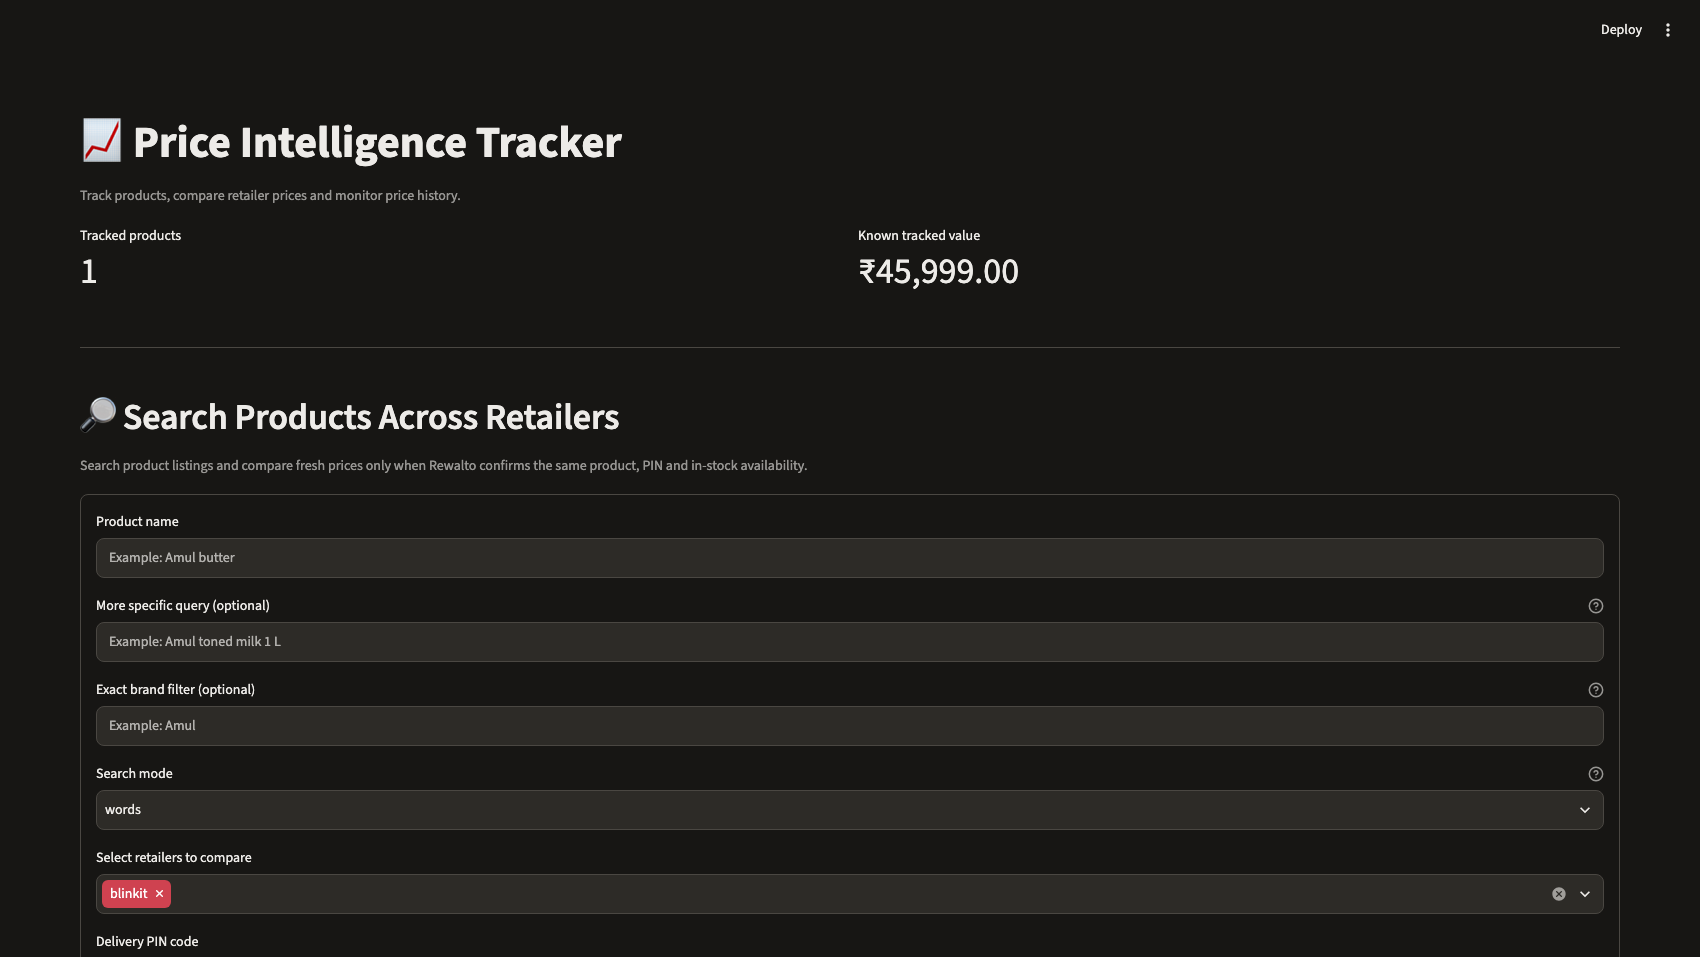 Deploy
Price Intelligence Tracker
Track products, compare retailer prices and monitor price history.
Tracked products
1
Known tracked value
₹45,999.00
Search Products Across Retailers
Search product listings and compare fresh prices only when Rewalto confirms the same product, PIN and in-stock availability.
Product name
Example: Amul butter
More specific query (optional)
Example: Amul toned milk 1 L
Exact brand filter (optional)
Example: Amul
Search mode
words
Select retailers to compare
blinkit
Delivery PIN code